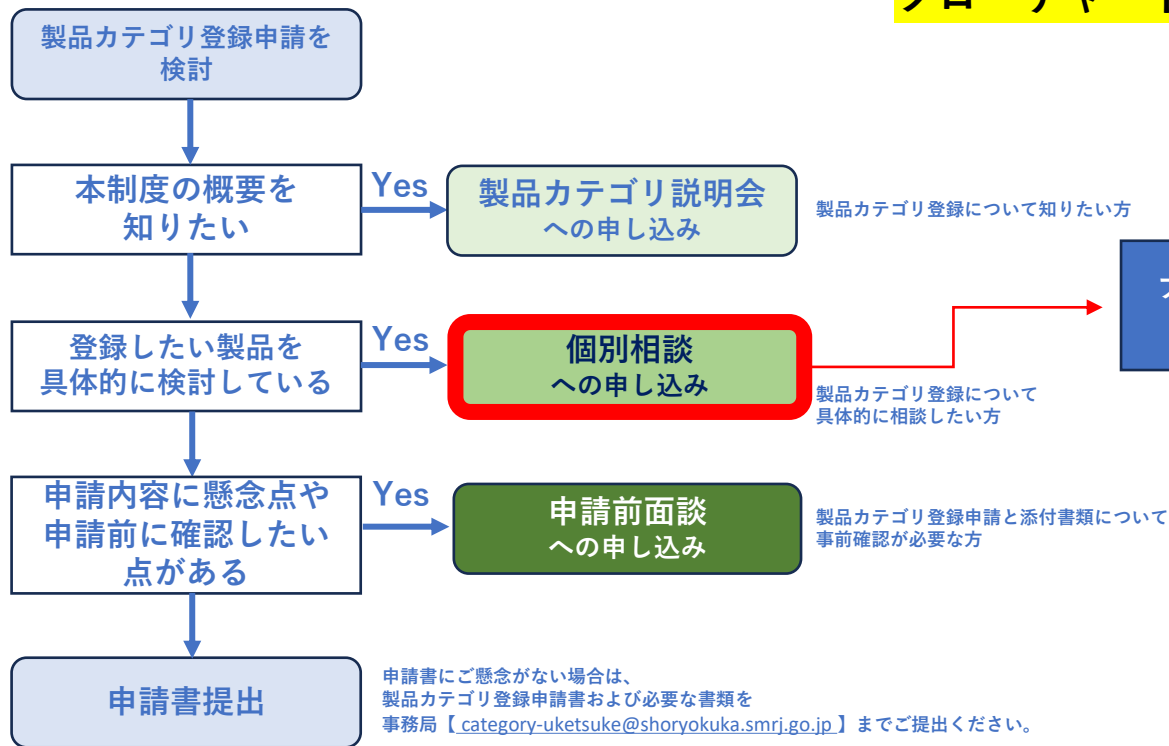 製品カテゴリ登録申請を
検討
本制度の概要を
知りたい
Yes
製品カテゴリ説明会
への申し込み
製品カテゴリ登録について知りたい方
登録したい製品を
具体的に検討している
Yes
個別相談
への申し込み
製品カテゴリ登録について
具体的に相談したい方
申請内容に懸念点や
申請前に確認したい
点がある
Yes
申請前面談
への申し込み
製品カテゴリ登録申請と添付書類について
事前確認が必要な方
申請書提出
申請書にご懸念がない場合は、
製品カテゴリ登録申請書および必要な書類を
事務局【 category-uketsuke@shoryokuka.smrj.go.jp 】までご提出ください。